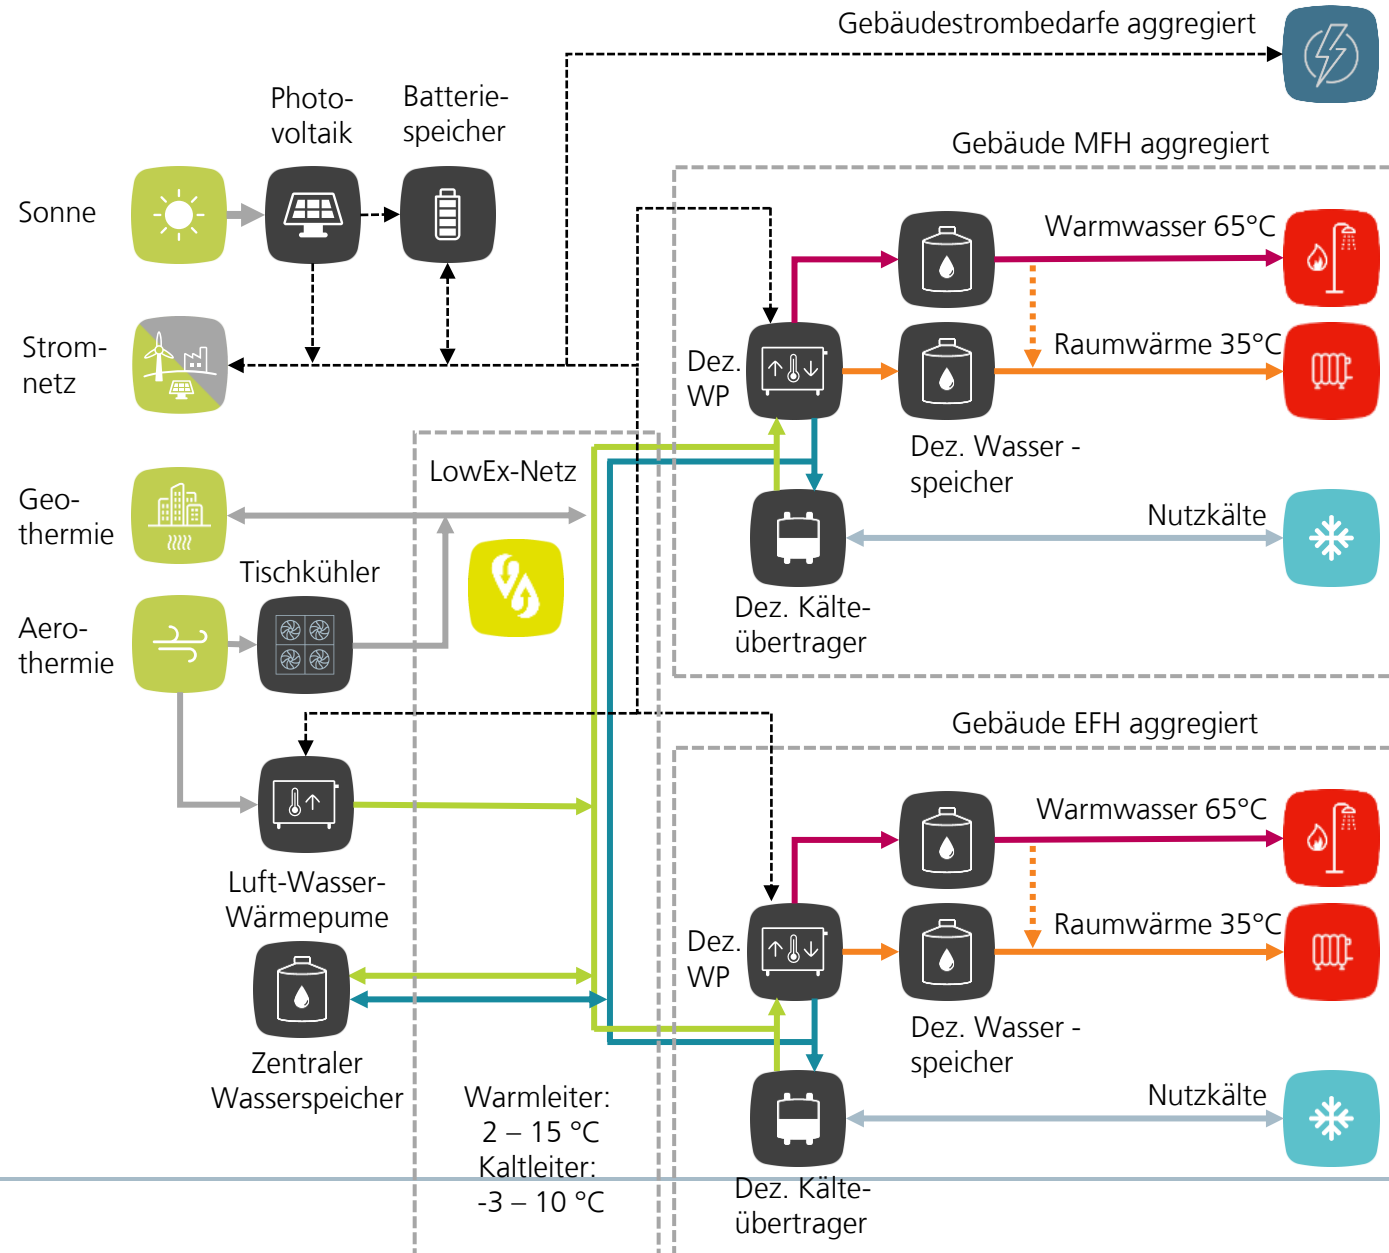 Gebäudestrombedarfe aggregiert
Photo-
voltaik
Batterie-
speicher
Gebäude MFH aggregiert
Sonne
Warmwasser 65°C
Strom-
netz
Dez.
WP
Raumwärme 35°C
Dez. Wasser -
speicher
LowEx-Netz
Geo-
thermie
Nutzkälte
Tischkühler
Dez. Kälte-
übertrager
Aero-
thermie
Gebäude EFH aggregiert
Warmwasser 65°C
Luft-Wasser-
Wärmepume
Dez.
WP
Raumwärme 35°C
Dez. Wasser -
speicher
Zentraler
Wasserspeicher
Warmleiter:
2 – 15 °C
Kaltleiter:
-3 – 10 °C
Nutzkälte
Dez. Kälte-
übertrager